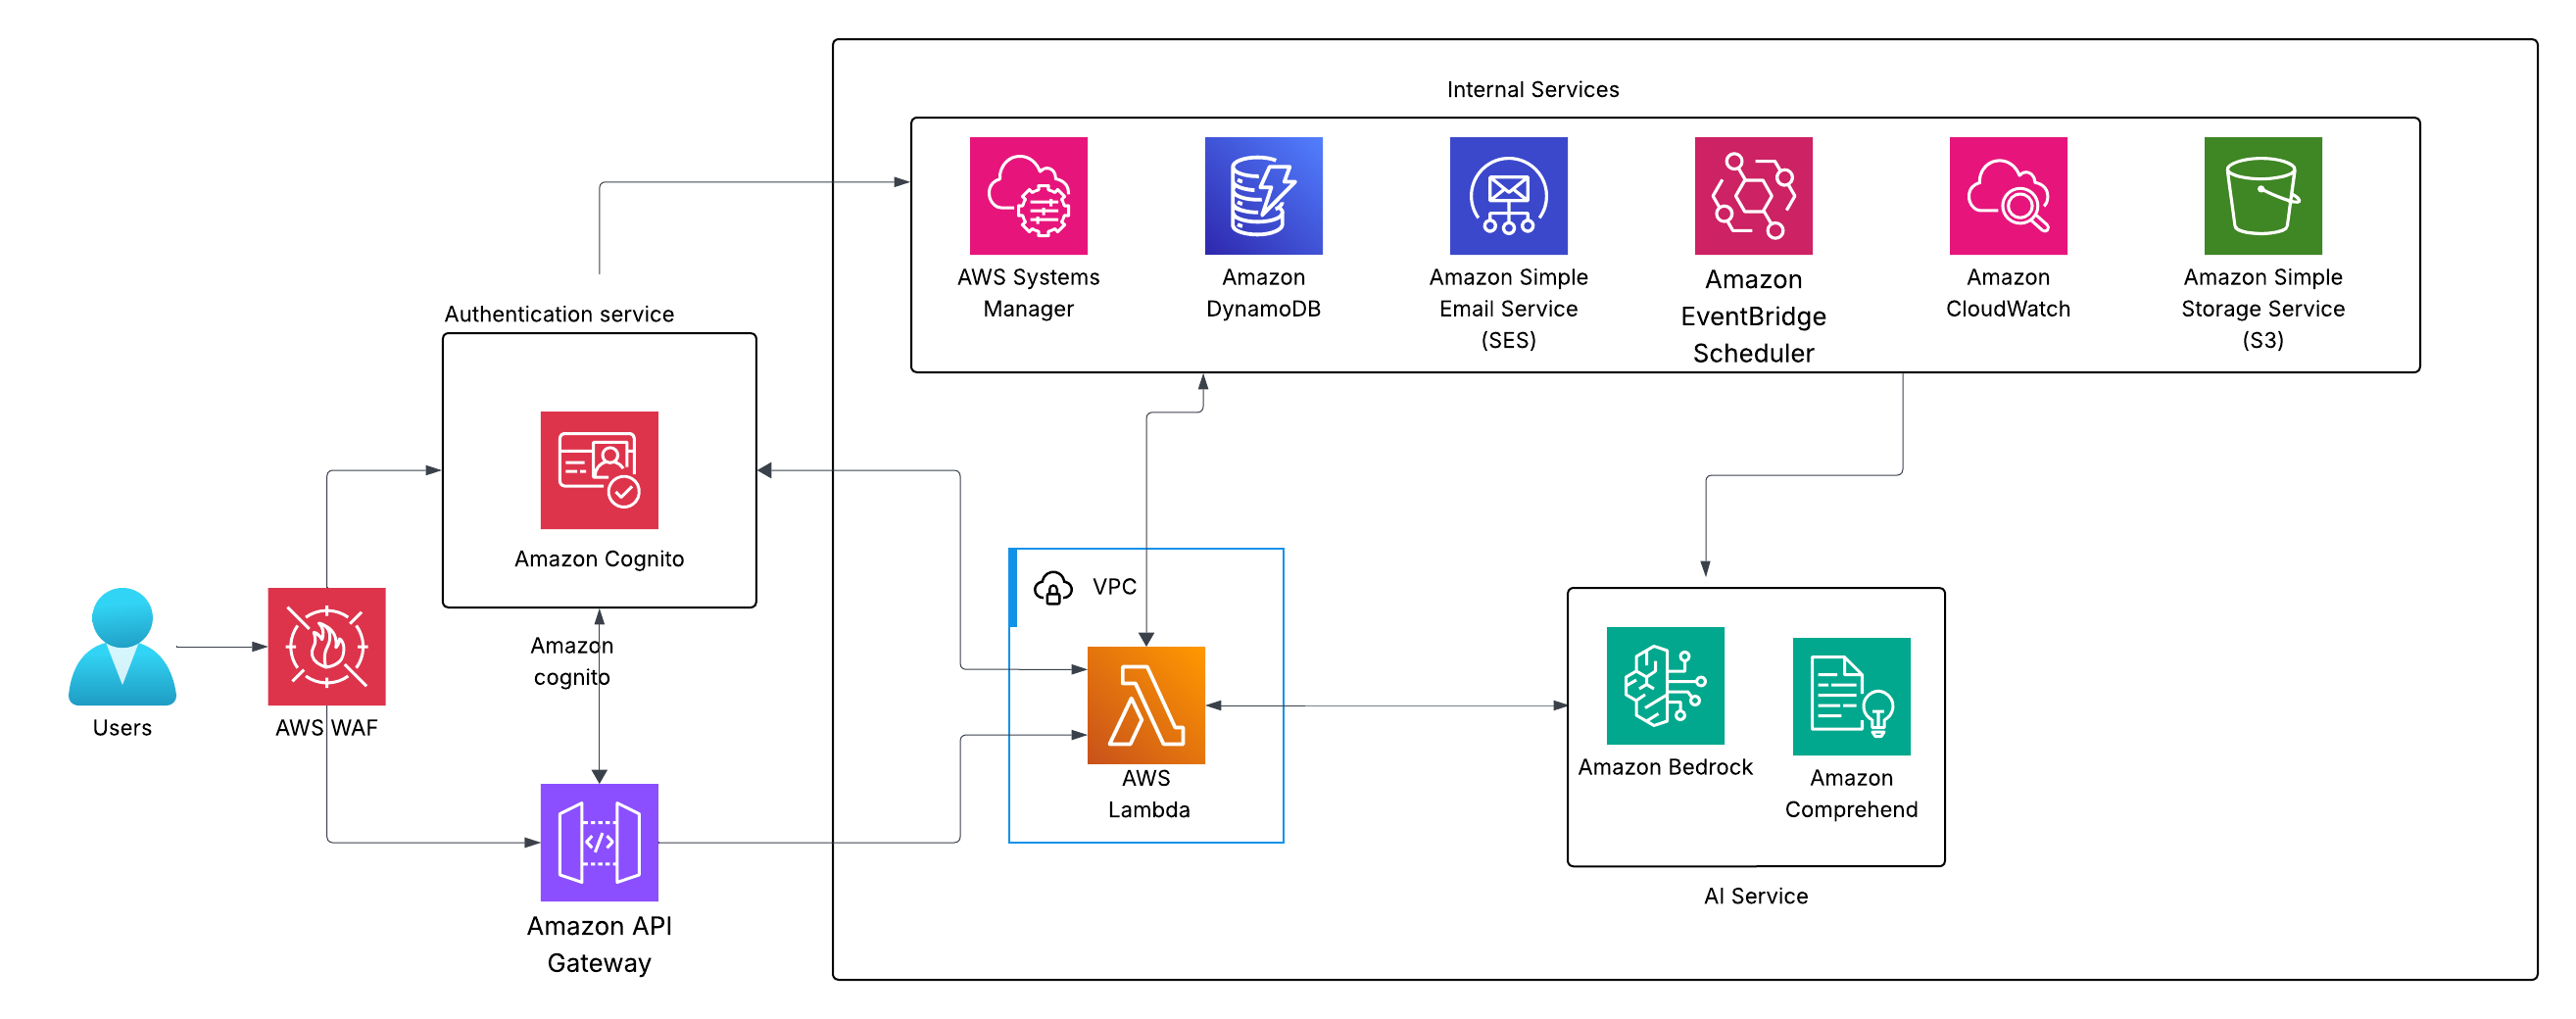 Internal Services
AWS Systems
Manager
Amazon
DynamoDB
Amazon Simple
Email Service
(SES)
Amazon
EventBridge
Scheduler
Amazon
CloudWatch
Amazon Simple
Storage Service
(S3)
Authentication service
Amazon Cognito
Amazon
cognito
Users
AWS WAF
Amazon API
Gateway
VPC
AWS
Lambda
Amazon Bedrock
Amazon
Comprehend
AI Service